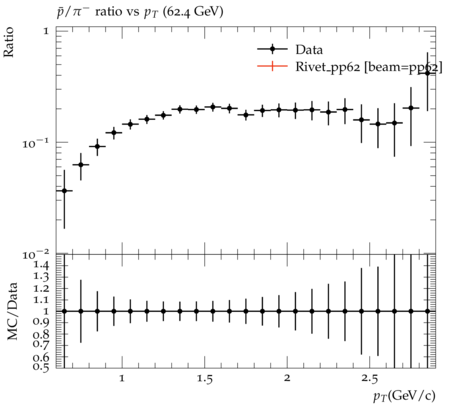 p̄/π⁻ ratio vs p_T (62.4 GeV)
Ratio
1
Data
Rivet_pp62 [beam=pp62]
10⁻¹
10⁻²
MC/Data
1.4
1.3
1.2
1.1
1
0.9
0.8
0.7
0.6
0.5
1 1.5 2 2.5
p_T(GeV/c)